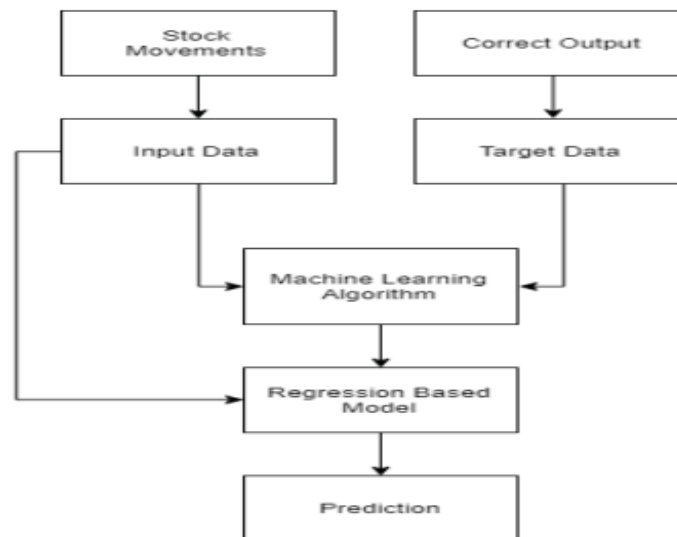 Stock
Movements
Correct Output
Input Data
Target Data
Machine Learning
Algorithm
Regression Based
Model
Prediction